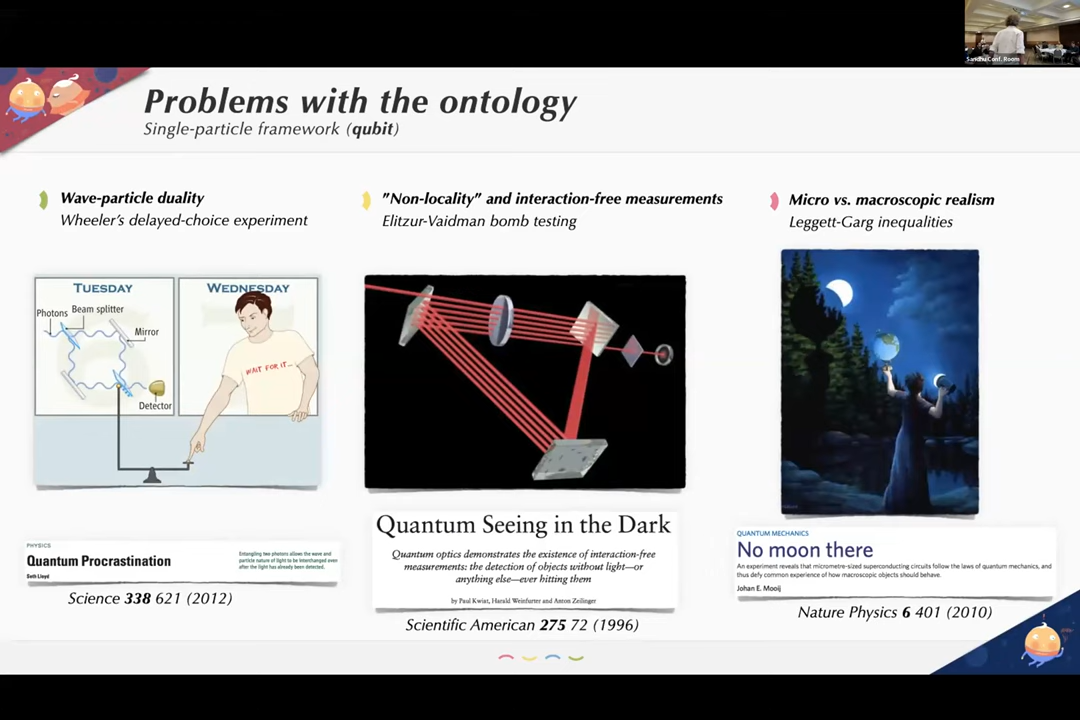 Sandhu Conf. Room
Problems with the ontology
Single-particle framework (qubit)
Wave-particle duality
Wheeler's delayed-choice experiment
"Non-locality" and interaction-free measurements
Elitzur-Vaidman bomb testing
Micro vs. macroscopic realism
Leggett-Garg inequalities
TUESDAY
WEDNESDAY
Photons
Beam splitter
Mirror
WAIT FOR IT...
Detector
PHYSICS
Quantum Procrastination
Seth Lloyd
Entangling two photons allows the wave and
particle nature of light to be interchanged even
after the light has already been detected.
Science 338 621 (2012)
Quantum Seeing in the Dark
Quantum optics demonstrates the existence of interaction-free
measurements: the detection of objects without light—or
anything else—ever hitting them
by Paul Kwiat, Harald Weinfurter and Anton Zeilinger
Scientific American 275 72 (1996)
QUANTUM MECHANICS
No moon there
An experiment reveals that micrometre-sized superconducting circuits follow the laws of quantum mechanics, and
thus defy common experience of how macroscopic objects should behave.
Johan E. Mooij
Nature Physics 6 401 (2010)